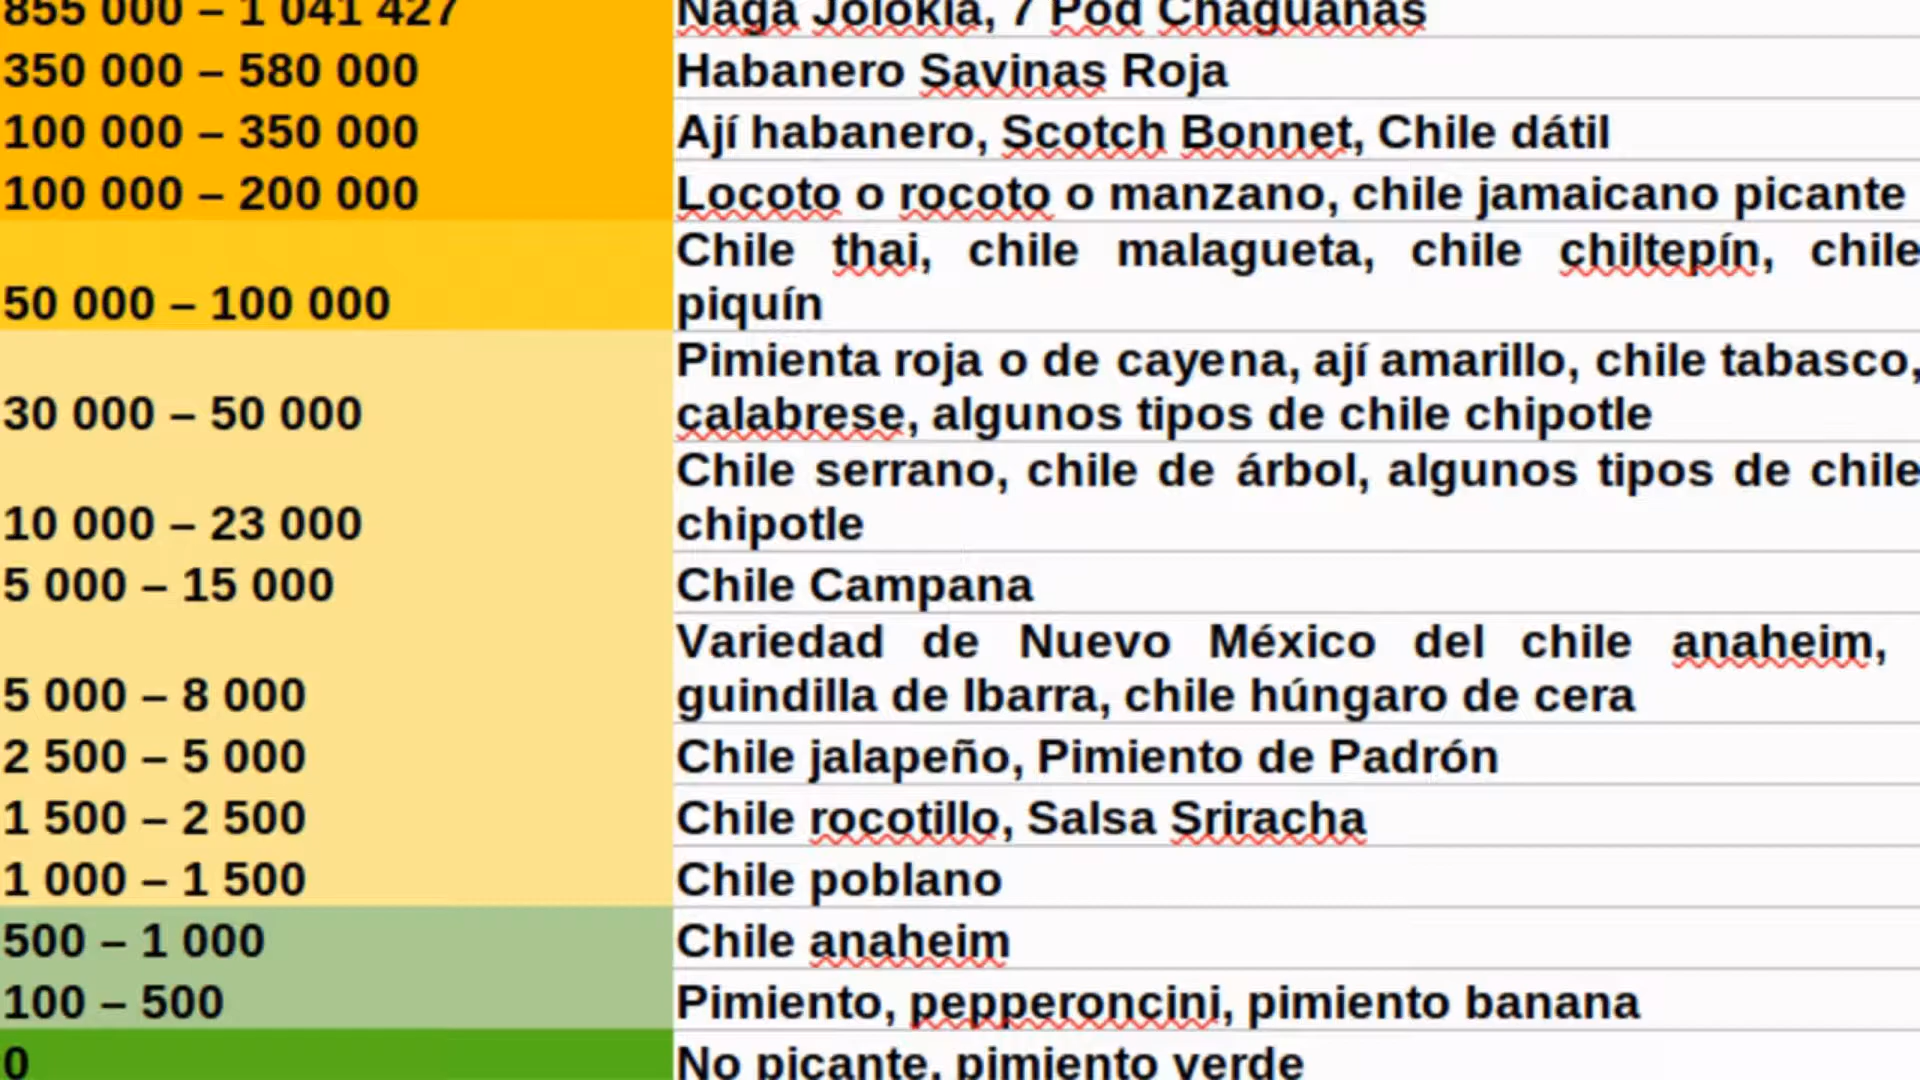 855 000 – 1 041 427 Naga Jolokia, 7 Pod Chaguanas
350 000 – 580 000 Habanero Savinas Roja
100 000 – 350 000 Ají habanero, Scotch Bonnet, Chile dátil
100 000 – 200 000 Locoto o rocoto o manzano, chile jamaicano picante
Chile thai, chile malagueta, chile chiltepín, chile
50 000 – 100 000 piquín
Pimienta roja o de cayena, ají amarillo, chile tabasco,
30 000 – 50 000 calabrese, algunos tipos de chile chipotle
Chile serrano, chile de árbol, algunos tipos de chile
10 000 – 23 000 chipotle
5 000 – 15 000 Chile Campana
Variedad de Nuevo México del chile anaheim,
5 000 – 8 000 guindilla de Ibarra, chile húngaro de cera
2 500 – 5 000 Chile jalapeño, Pimiento de Padrón
1 500 – 2 500 Chile rocotillo, Salsa Sriracha
1 000 – 1 500 Chile poblano
500 – 1 000 Chile anaheim
100 – 500 Pimiento, pepperoncini, pimiento banana
0 No picante, pimiento verde